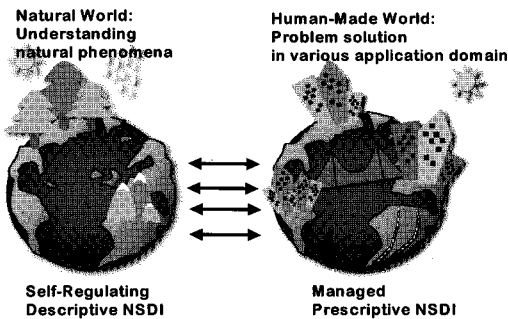 Natural World:
Understanding
natural phenomena
Human-Made World:
Problem solution
in various application domain
Self-Regulating
Descriptive NSDI
Managed
Prescriptive NSDI